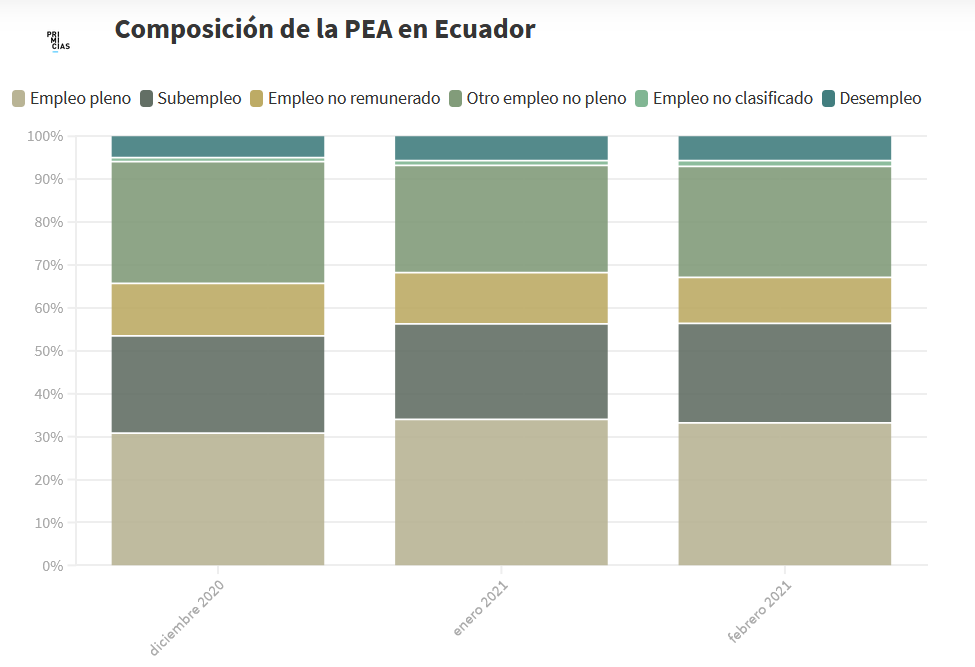 PRI
MI
CIAS
Composición de la PEA en Ecuador
Empleo pleno Subempleo Empleo no remunerado Otro empleo no pleno Empleo no clasificado Desempleo
100%
90%
80%
70%
60%
50%
40%
30%
20%
10%
0%
diciembre 2020
enero 2021
febrero 2021